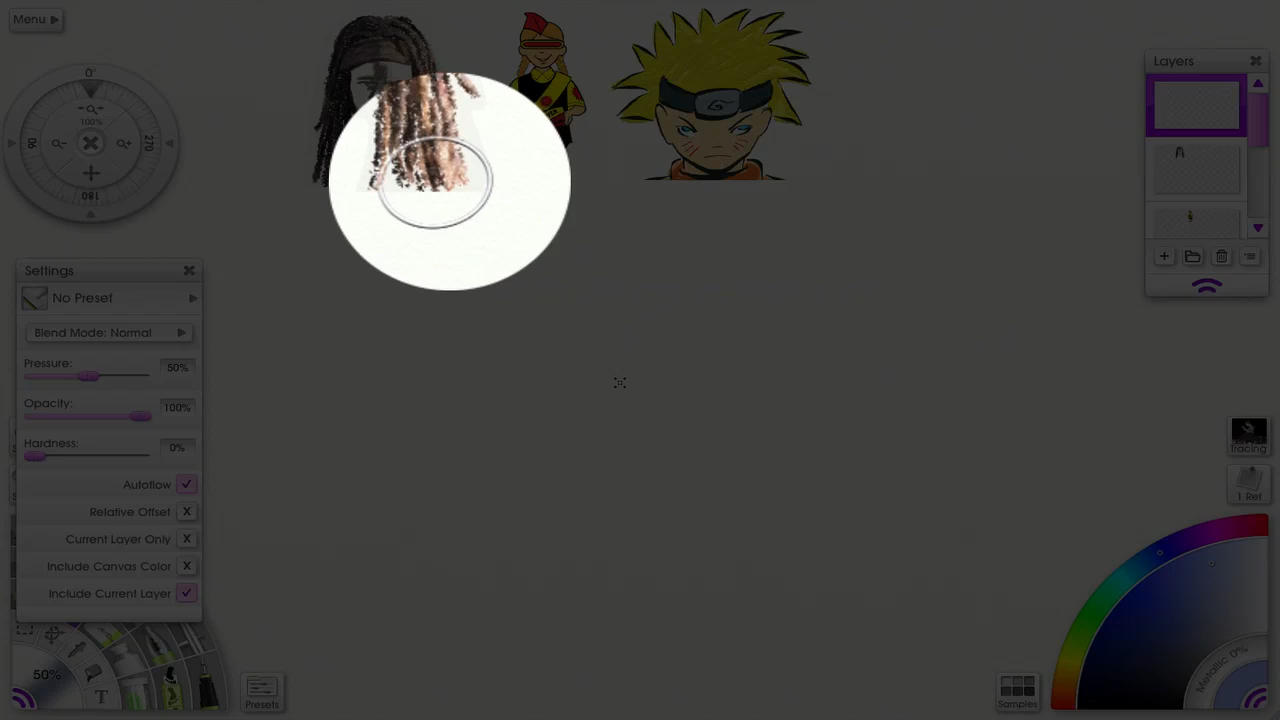 Menu
0°
100%
90
270
180
Layers
Settings
No Preset
Blend Mode: Normal
Pressure:
50%
Opacity:
100%
Hardness:
0%
Autoflow
Relative Offset
Current Layer Only
Include Canvas Color
Include Current Layer
50%
T
Presets
Tracing
1 Ref
Samples
Metallic 0%